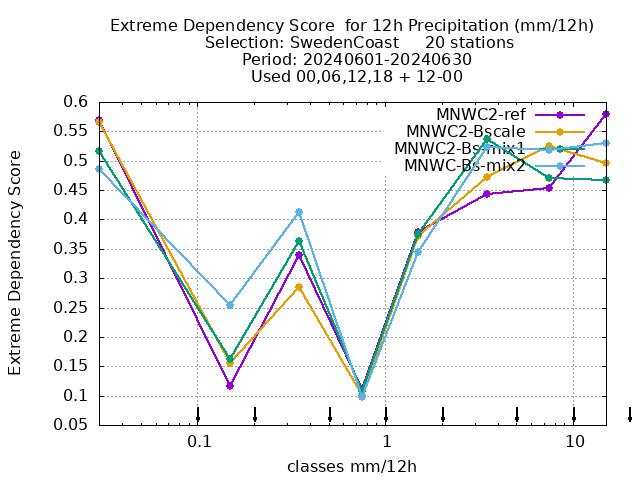 Extreme Dependency Score  for 12h Precipitation (mm/12h)
Selection: SwedenCoast     20 stations
Period: 20240601-20240630
Used 00,06,12,18 + 12-00
MNWC2-ref
MNWC2-Bscale
MNWC2-Bs-mix1
MNWC-Bs-mix2
0.6
0.55
0.5
0.45
0.4
0.35
0.3
0.25
0.2
0.15
0.1
0.05
Extreme Dependency Score
0.1 1 10
classes mm/12h